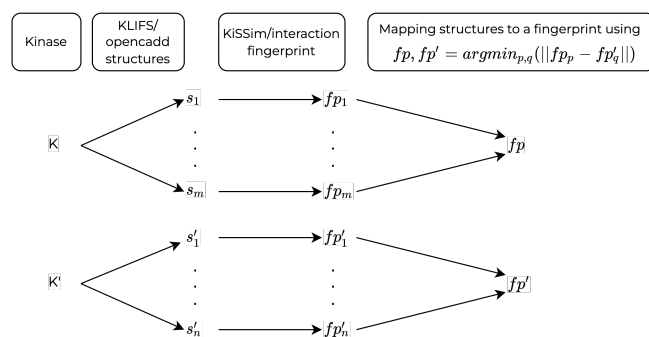 Kinase
KLIFS/
opencadd
structures
KiSSim/interaction
fingerprint
Mapping structures to a fingerprint using
fp, fp′ = argmin_{p,q}(||fp_p − fp′_q||)
s_1
fp_1
K
fp
s_m
fp_m
s′_1
fp′_1
K'
fp′
s′_n
fp′_n